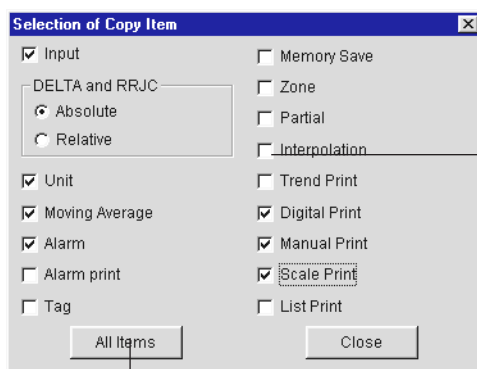 Selection of Copy Item
Input
DELTA and RRJC
Absolute
Relative
Unit
Moving Average
Alarm
Alarm print
Tag
Memory Save
Zone
Partial
Interpolation
Trend Print
Digital Print
Manual Print
Scale Print
List Print
All Items
Close